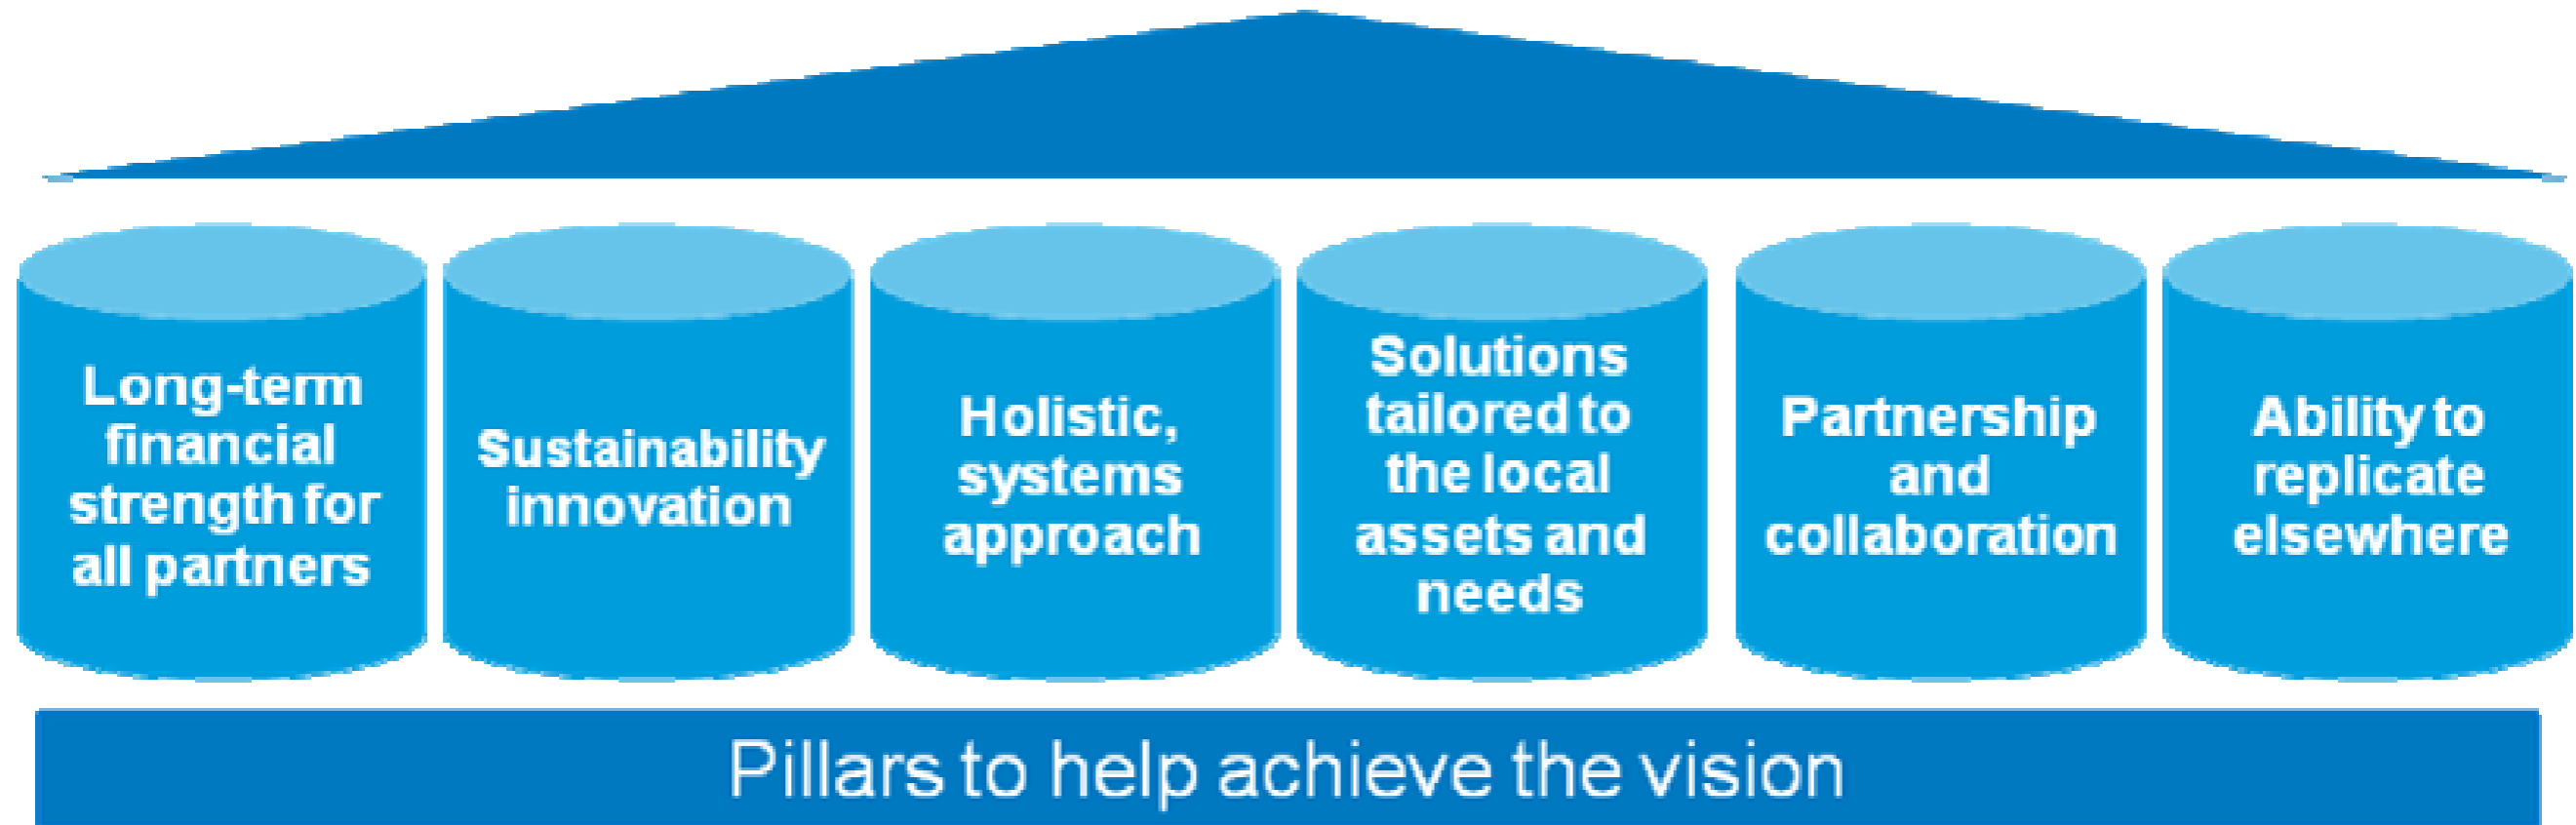 Long-term
financial
strength for
all partners
Sustainability
innovation
Holistic,
systems
approach
Solutions
tailored to
the local
assets and
needs
Partnership
and
collaboration
Ability to
replicate
elsewhere
Pillars to help achieve the vision